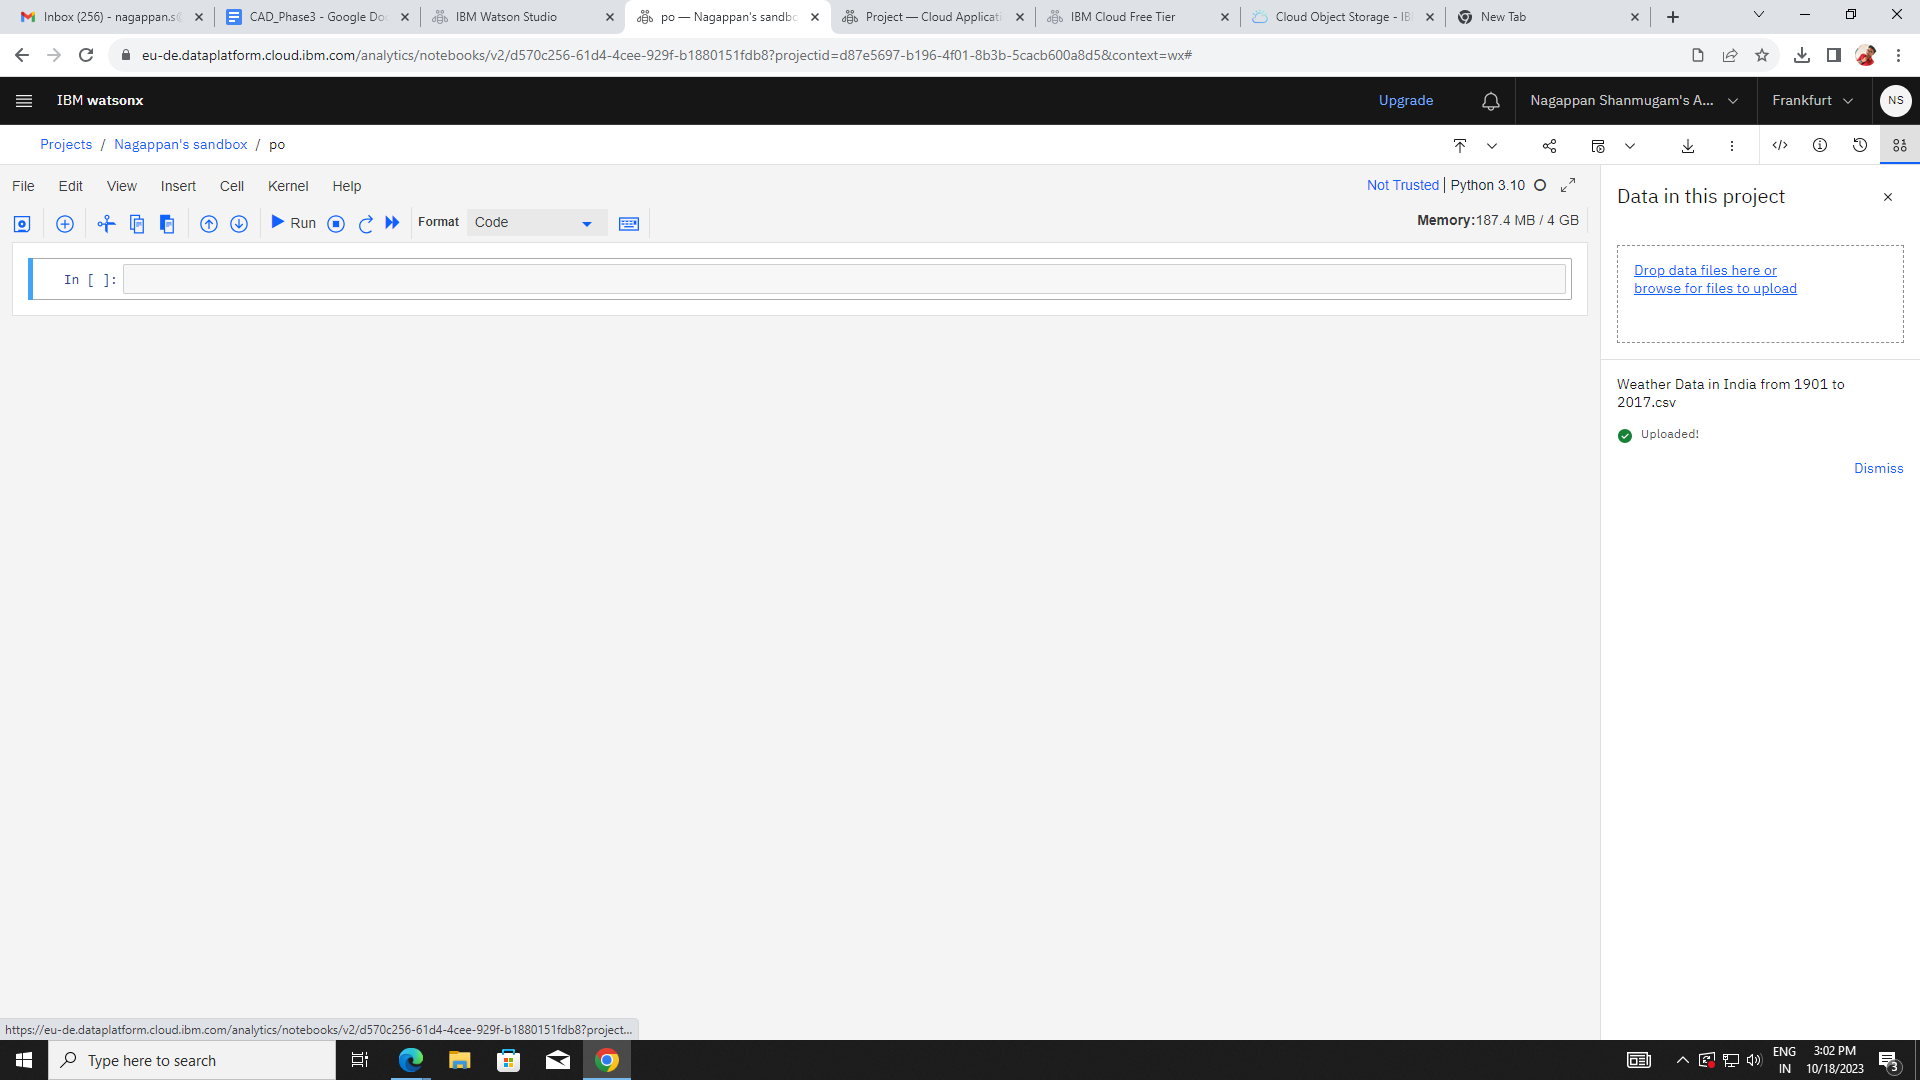 Inbox (256) - nagappan.s@
CAD_Phase3 - Google Doc
IBM Watson Studio
po — Nagappan's sandbo
Project — Cloud Applicati
IBM Cloud Free Tier
Cloud Object Storage - IB
New Tab
eu-de.dataplatform.cloud.ibm.com/analytics/notebooks/v2/d570c256-61d4-4cee-929f-b1880151fdb8?projectid=d87e5697-b196-4f01-8b3b-5cacb600a8d5&context=wx#
IBM watsonx
Upgrade
Nagappan Shanmugam's A...
Frankfurt
NS
Projects / Nagappan's sandbox / po
File Edit View Insert Cell Kernel Help
Not Trusted | Python 3.10
Run
Format
Code
Memory:187.4 MB / 4 GB
In [ ]:
Data in this project
Drop data files here or
browse for files to upload
Weather Data in India from 1901 to
2017.csv
Uploaded!
Dismiss
https://eu-de.dataplatform.cloud.ibm.com/analytics/notebooks/v2/d570c256-61d4-4cee-929f-b1880151fdb8?project...
Type here to search
ENG
IN
3:02 PM
10/18/2023
3